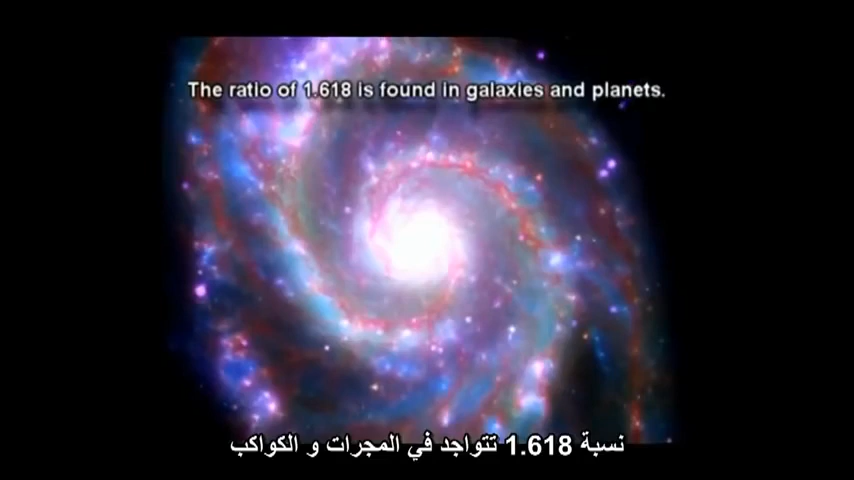 The ratio of 1.618 is found in galaxies and planets.
نسبة 1.618 تتواجد في المجرات و الكواكب